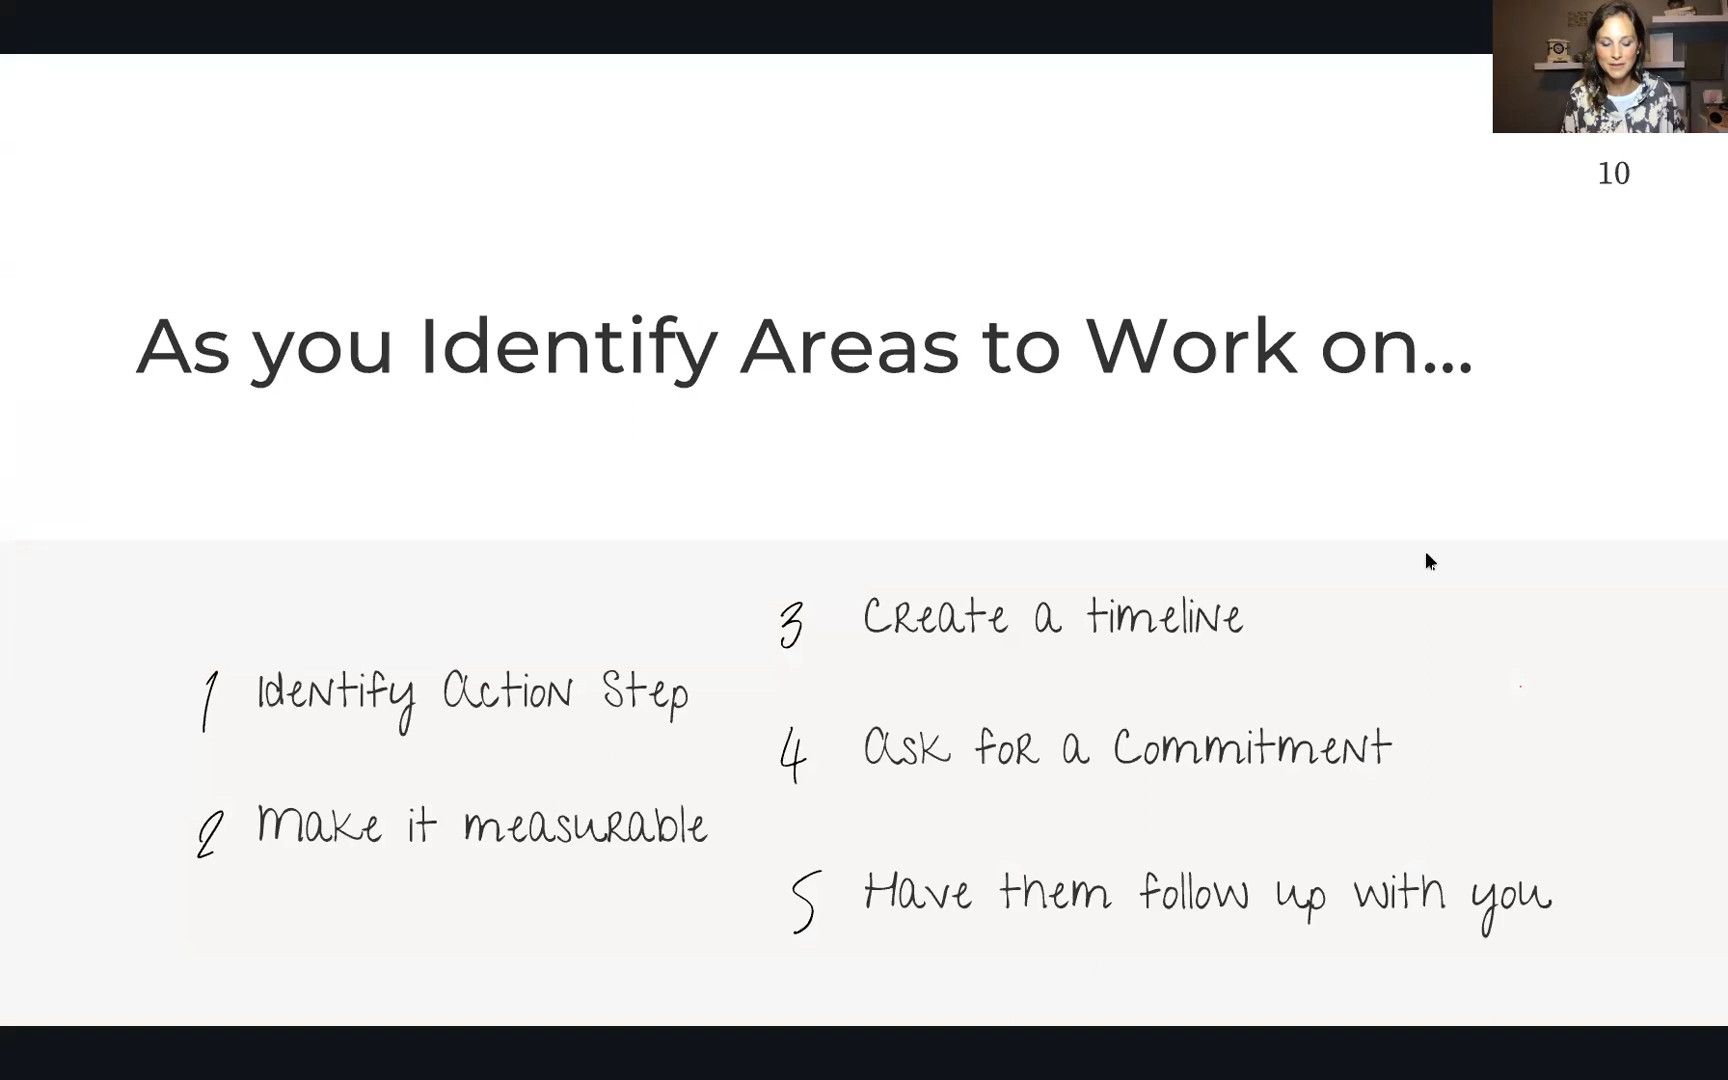 10
As you Identify Areas to Work on...
1 Identify Action Step
2 Make it measurable
3 Create a timeline
4 Ask for a Commitment
5 Have them follow up with you